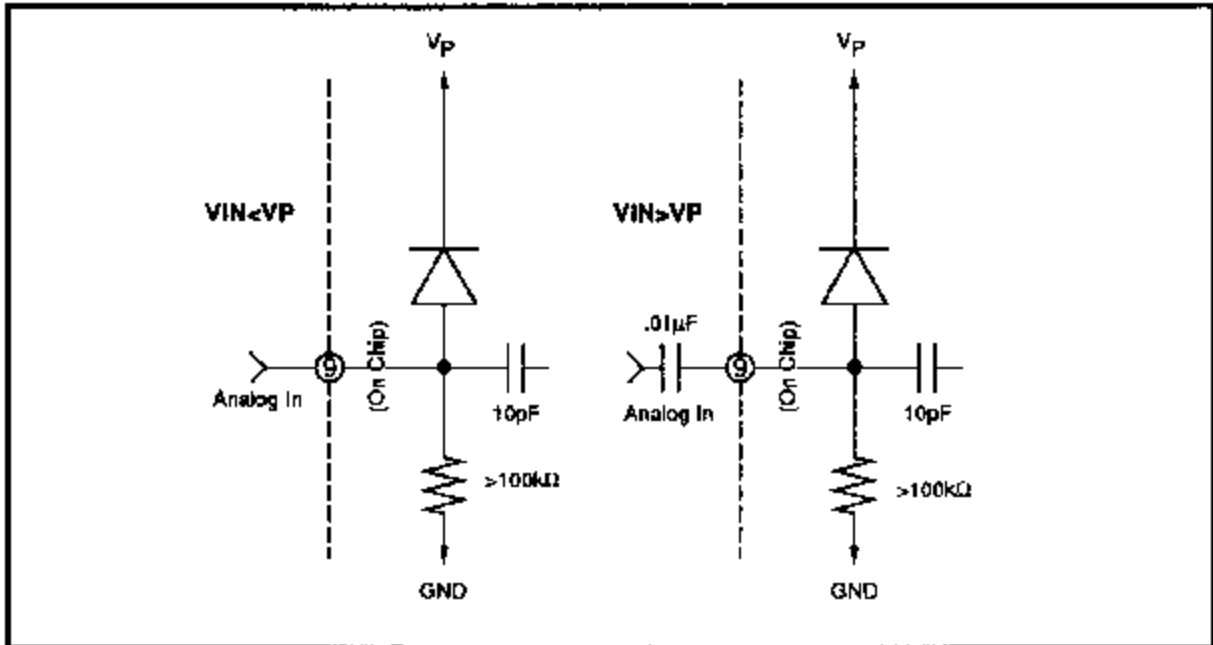 VP
VIN<VP
9
(On Chip)
Analog In
10pF
>100kΩ
GND
VP
VIN>VP
.01µF
9
(On Chip)
Analog In
10pF
>100kΩ
GND